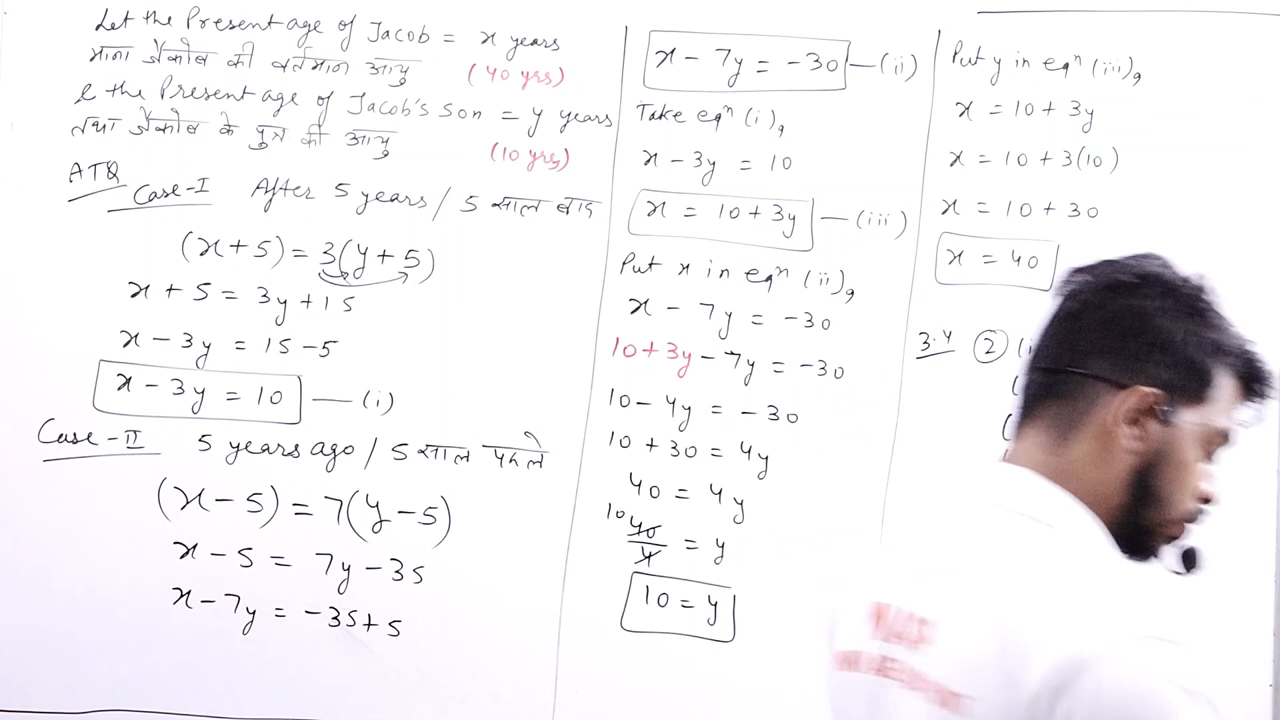 Let the Present age of Jacob = x years
माना जैकोब की वर्तमान आयु (40 yrs)
& the Present age of Jacob's son = y years
तथा जैकोब के पुत्र की आयु (10 yrs)
ATQ
Case-I After 5 years / 5 साल बाद
(x+5) = 3(y+5)
x + 5 = 3y + 15
x - 3y = 15 - 5
x - 3y = 10 — (i)
Case-II 5 years ago / 5 साल पहले
(x - 5) = 7(y - 5)
x - 5 = 7y - 35
x - 7y = -35 + 5
x - 7y = -30 — (ii)
Take eqn (i),
x - 3y = 10
x = 10 + 3y — (iii)
Put x in eqn (ii),
x - 7y = -30
10 + 3y - 7y = -30
10 - 4y = -30
10 + 30 = 4y
40 = 4y
10
40/4 = y
10 = y
Put y in eqn (iii),
x = 10 + 3y
x = 10 + 3(10)
x = 10 + 30
x = 40
3.4 2 (i